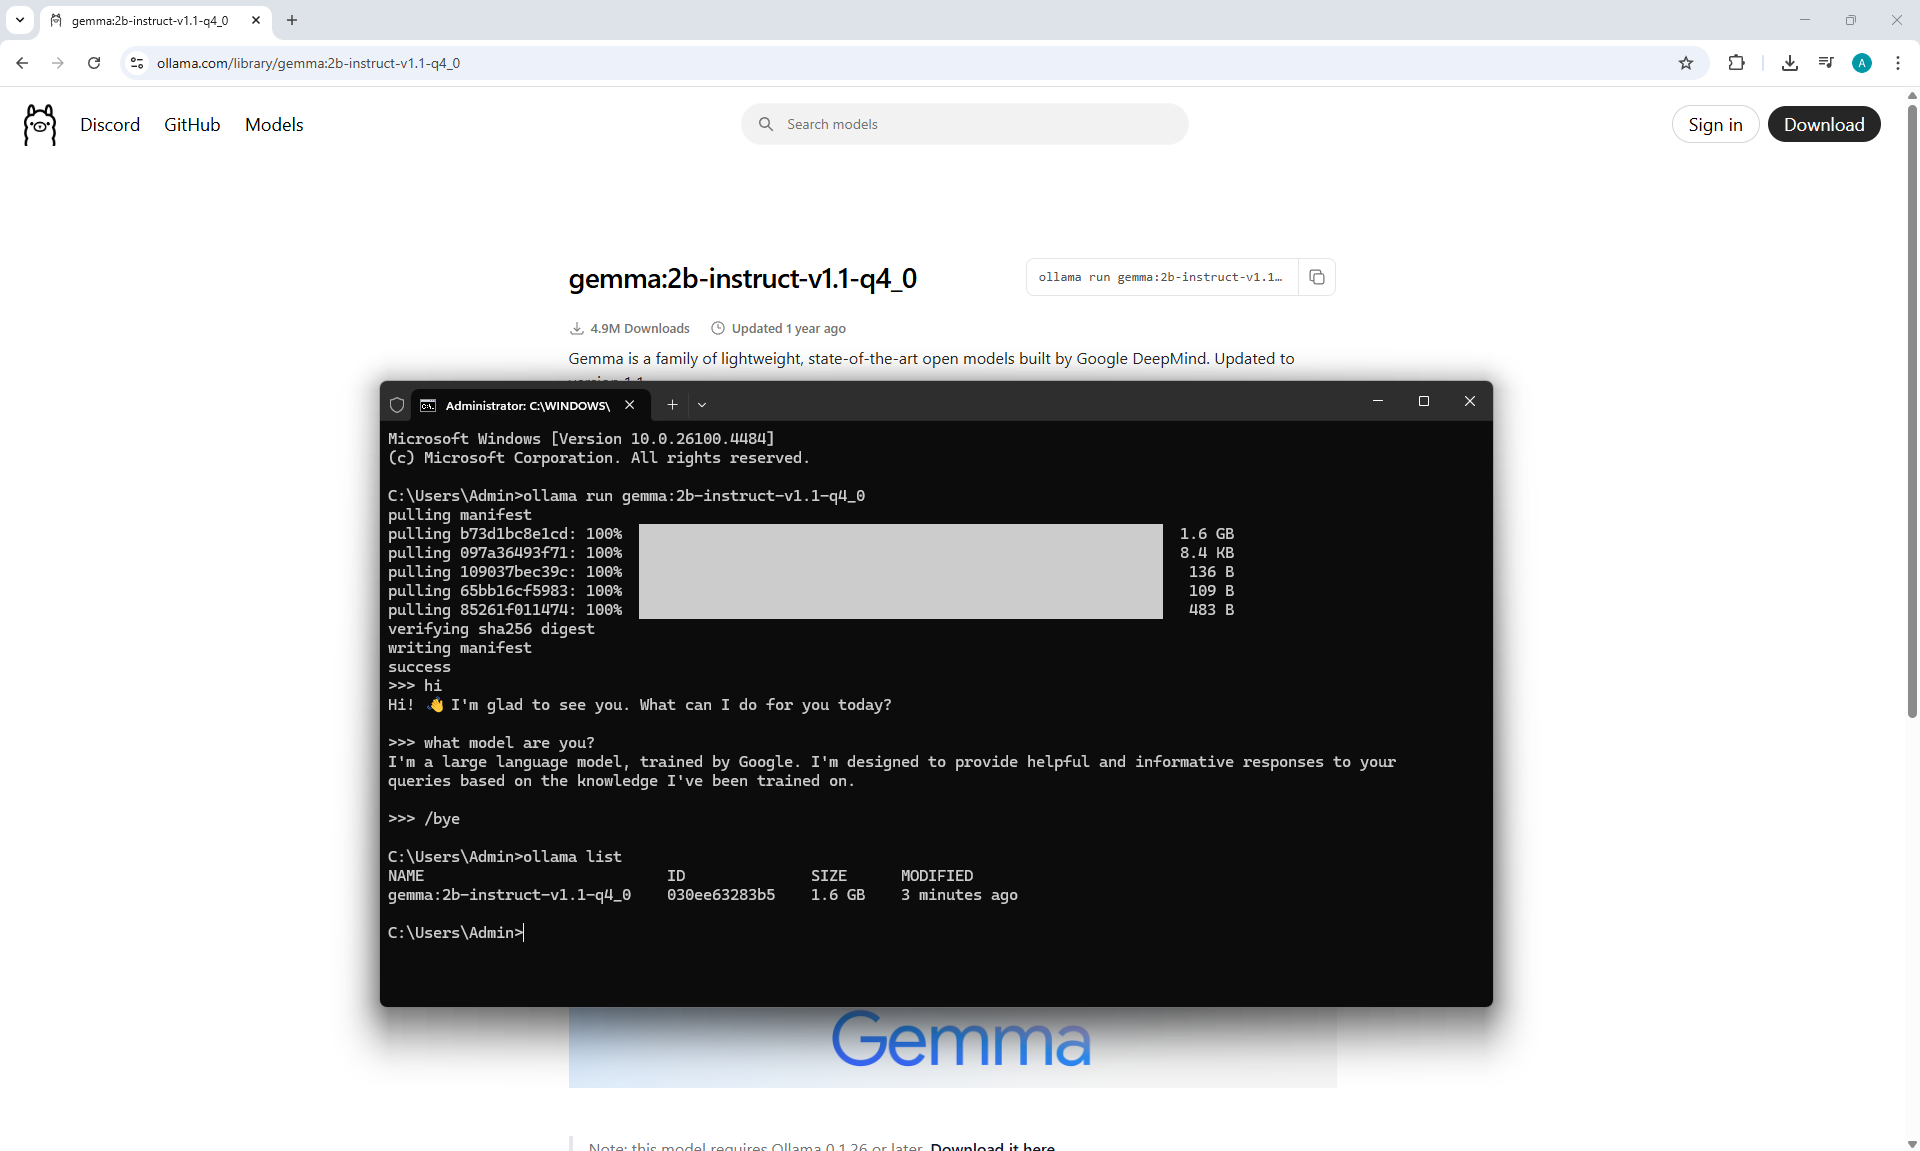 gemma:2b-instruct-v1.1-q4_0
ollama.com/library/gemma:2b-instruct-v1.1-q4_0
A
Discord GitHub Models
Search models
Sign in Download
gemma:2b-instruct-v1.1-q4_0
ollama run gemma:2b-instruct-v1.1…
4.9M Downloads Updated 1 year ago
Gemma is a family of lightweight, state-of-the-art open models built by Google DeepMind. Updated to
version 1.1
Administrator: C:\WINDOWS\
Microsoft Windows [Version 10.0.26100.4484]
(c) Microsoft Corporation. All rights reserved.
C:\Users\Admin>ollama run gemma:2b-instruct-v1.1-q4_0
pulling manifest
pulling b73d1bc8e1cd: 100% 1.6 GB
pulling 097a36493f71: 100% 8.4 KB
pulling 109037bec39c: 100% 136 B
pulling 65bb16cf5983: 100% 109 B
pulling 85261f011474: 100% 483 B
verifying sha256 digest
writing manifest
success
>>> hi
Hi! 👋 I'm glad to see you. What can I do for you today?
>>> what model are you?
I'm a large language model, trained by Google. I'm designed to provide helpful and informative responses to your
queries based on the knowledge I've been trained on.
>>> /bye
C:\Users\Admin>ollama list
NAME ID SIZE MODIFIED
gemma:2b-instruct-v1.1-q4_0 030ee63283b5 1.6 GB 3 minutes ago
C:\Users\Admin>
Gemma
Note: this model requires Ollama 0.1.26 or later. Download it here